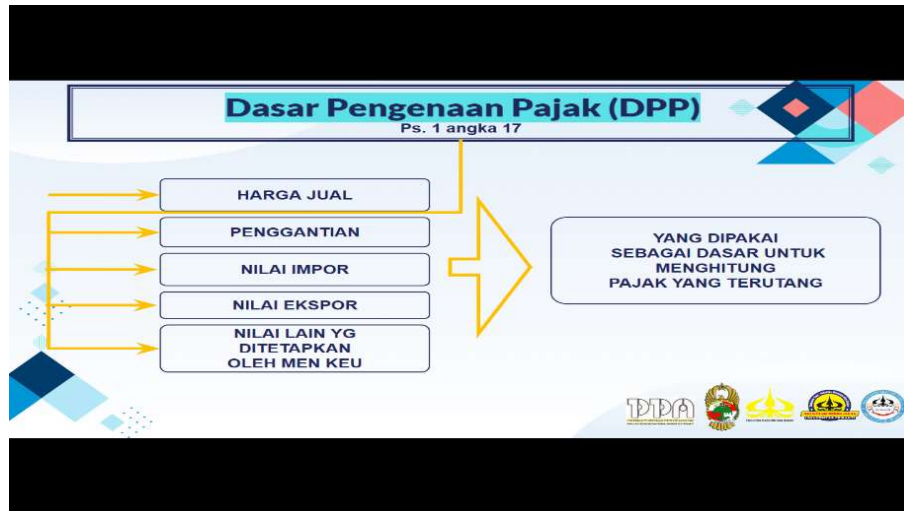 Dasar Pengenaan Pajak (DPP)
Ps. 1 angka 17
HARGA JUAL
PENGGANTIAN
NILAI IMPOR
NILAI EKSPOR
NILAI LAIN YG
DITETAPKAN
OLEH MEN KEU
YANG DIPAKAI
SEBAGAI DASAR UNTUK
MENGHITUNG
PAJAK YANG TERUTANG
PPA